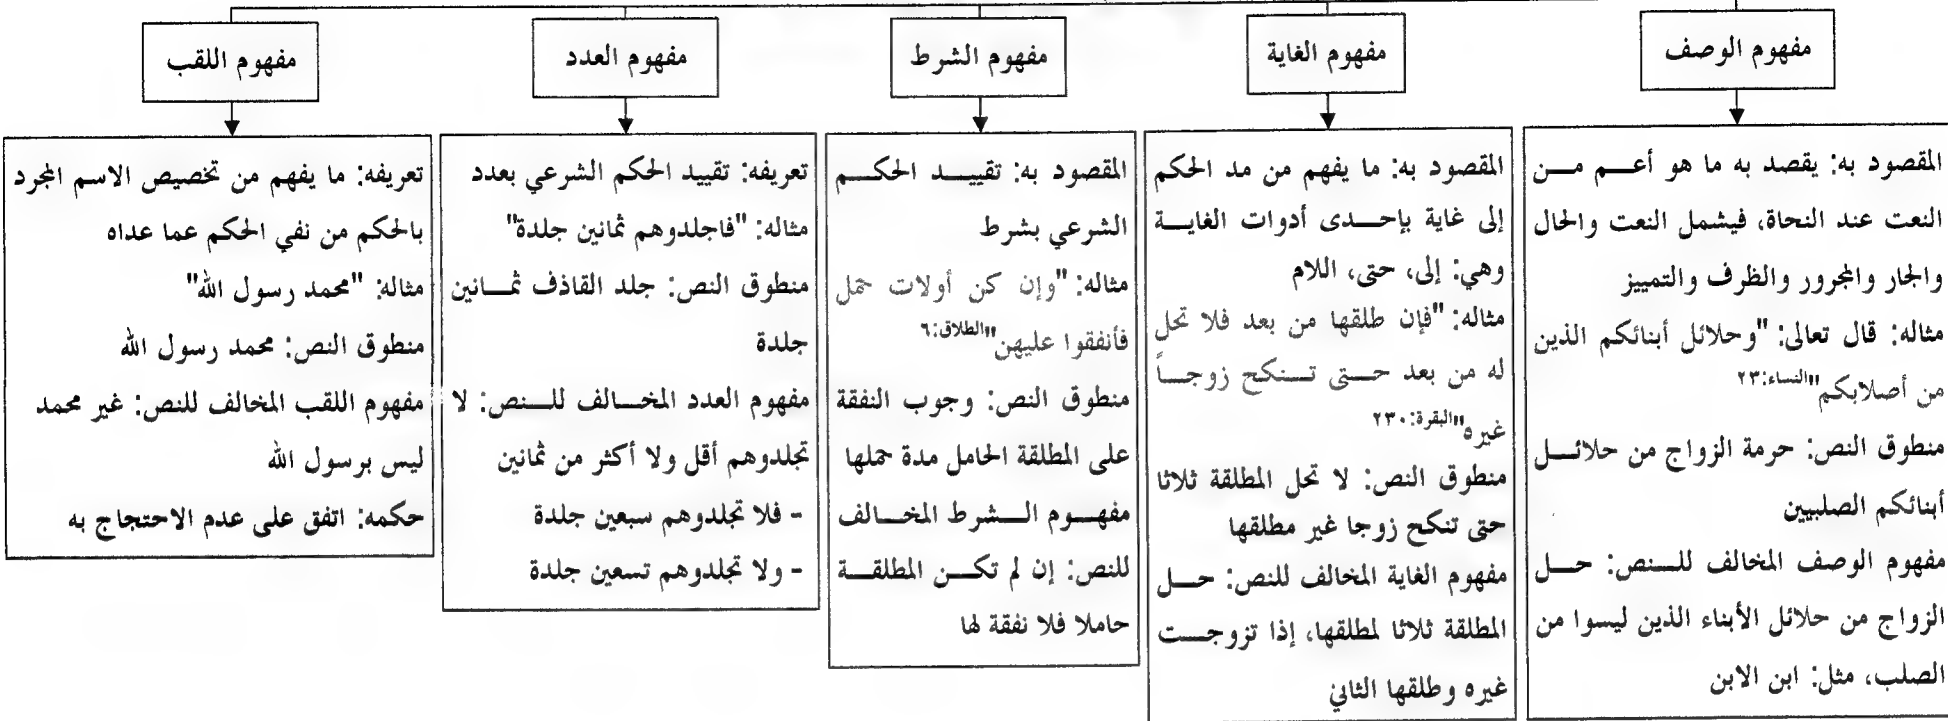 مفهوم الوصف
المقصود به: يقصد به ما هو أعم من
النعت عند النحاة، فيشمل النعت والحال
والجار والمجرور والظرف والتمييز
مثاله: قال تعالى: "وحلائل أبنائكم الذين
من أصلابكم" النساء:٢٣
منطوق النص: حرمة الزواج من حلائل
أبنائكم الصلبيين
مفهوم الوصف المخالف للنص: حل
الزواج من حلائل الأبناء الذين ليسوا من
الصلب، مثل: ابن الابن
مفهوم الغاية
المقصود به: ما يفهم من مد الحكم
إلى غاية بإحدى أدوات الغاية
وهي: إلى، حتى، اللام
مثاله: "فإن طلقها من بعد فلا تحل
له من بعد حتى تنكح زوجاً
غيره" البقرة:٢٣٠
منطوق النص: لا تحل المطلقة ثلاثا
حتى تنكح زوجا غير مطلقها
مفهوم الغاية المخالف للنص: حل
المطلقة ثلاثا لمطلقها، إذا تزوجت
غيره وطلقها الثاني
مفهوم الشرط
المقصود به: تقييد الحكم
الشرعي بشرط
مثاله: "وإن كن أولات حمل
فأنفقوا عليهن" الطلاق:٦
منطوق النص: وجوب النفقة
على المطلقة الحامل مدة حملها
مفهوم الشرط المخالف
للنص: إن لم تكن المطلقة
حاملا فلا نفقة لها
مفهوم العدد
تعريفه: تقييد الحكم الشرعي بعدد
مثاله: "فاجلدوهم ثمانين جلدة"
منطوق النص: جلد القاذف ثمانين
جلدة
مفهوم العدد المخالف للنص: لا
تجلدوهم أقل ولا أكثر من ثمانين
- فلا تجلدوهم سبعين جلدة
- ولا تجلدوهم تسعين جلدة
مفهوم اللقب
تعريفه: ما يفهم من تخصيص الاسم المجرد
بالحكم من نفي الحكم عما عداه
مثاله: "محمد رسول الله"
منطوق النص: محمد رسول الله
مفهوم اللقب المخالف للنص: غير محمد
ليس برسول الله
حكمه: اتفق على عدم الاحتجاج به